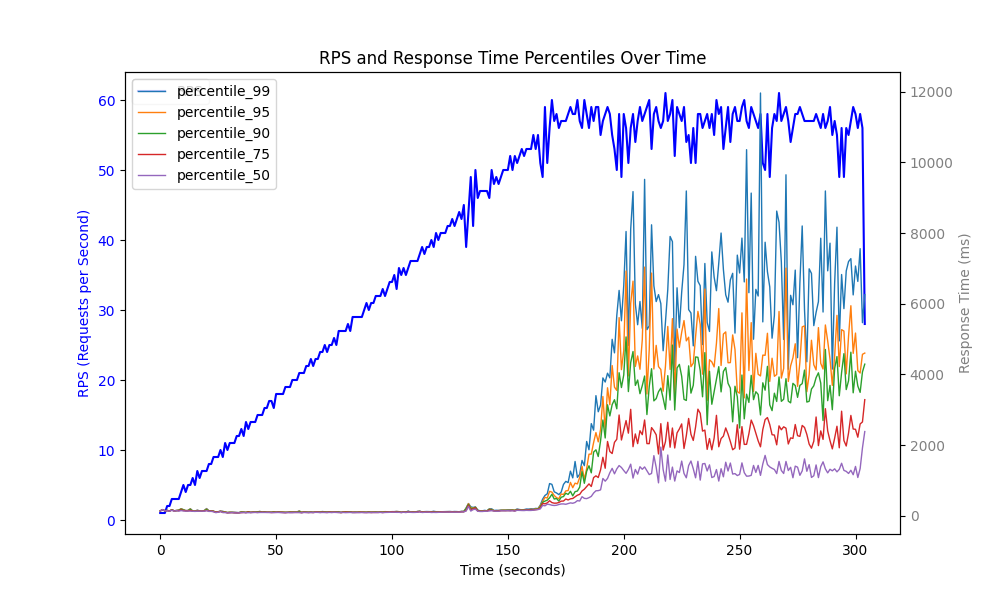 RPS and Response Time Percentiles Over Time
percentile_99
percentile_95
percentile_90
percentile_75
percentile_50
60
50
40
30
20
10
0
RPS (Requests per Second)
12000
10000
8000
6000
4000
2000
0
Response Time (ms)
0
50
100
150
200
250
300
Time (seconds)